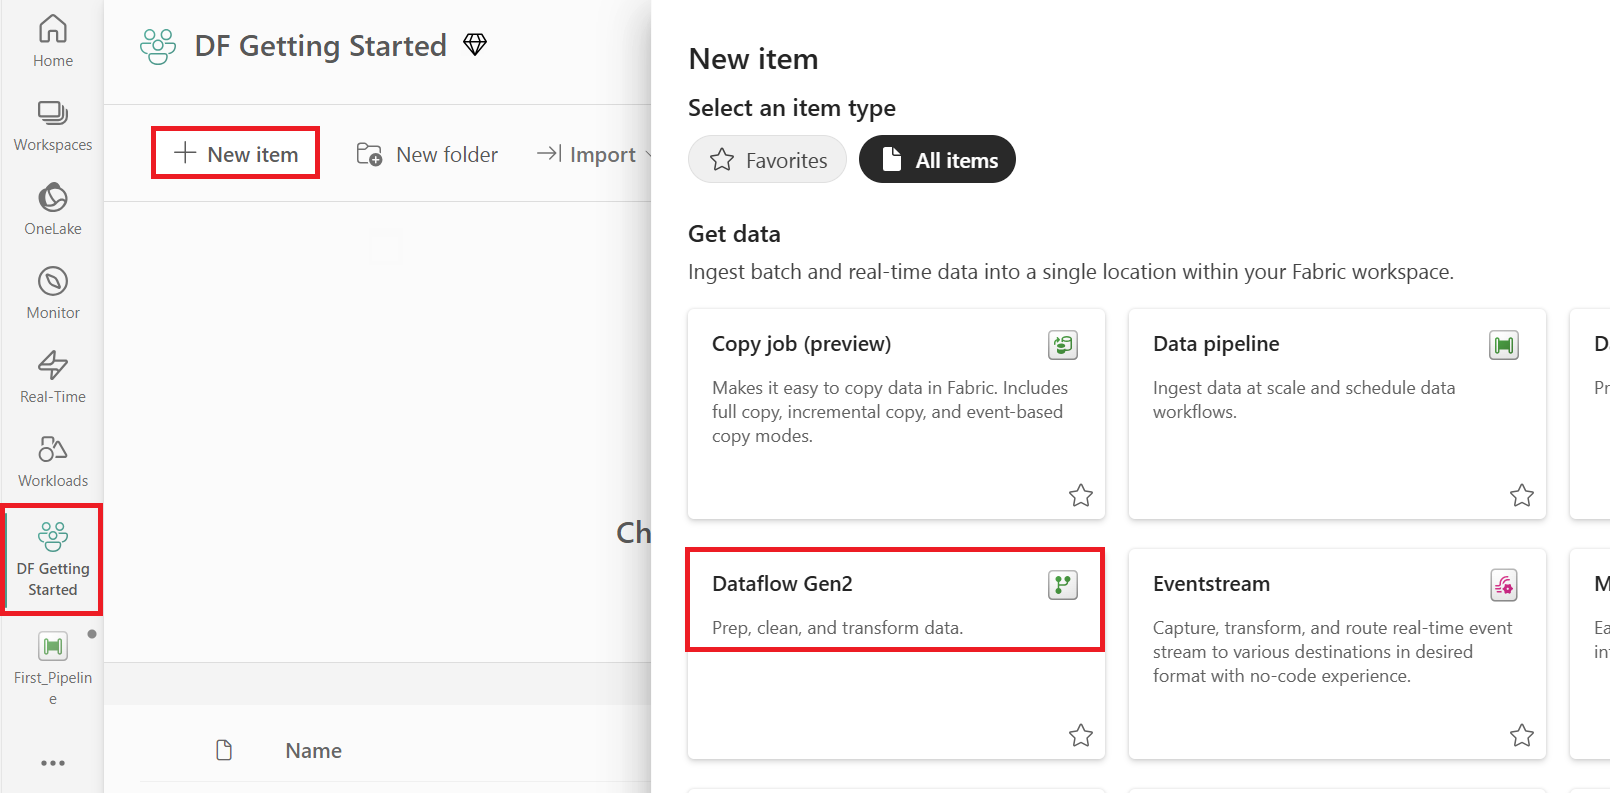 Home
Workspaces
OneLake
Monitor
Real-Time
Workloads
DF Getting
Started
First_Pipelin
e
DF Getting Started
New item
New folder
Import
Ch
Name
New item
Select an item type
Favorites
All items
Get data
Ingest batch and real-time data into a single location within your Fabric workspace.
Copy job (preview)
Makes it easy to copy data in Fabric. Includes
full copy, incremental copy, and event-based
copy modes.
Data pipeline
Ingest data at scale and schedule data
workflows.
D
Pr
Dataflow Gen2
Prep, clean, and transform data.
Eventstream
Capture, transform, and route real-time event
stream to various destinations in desired
format with no-code experience.
M
Ea
in